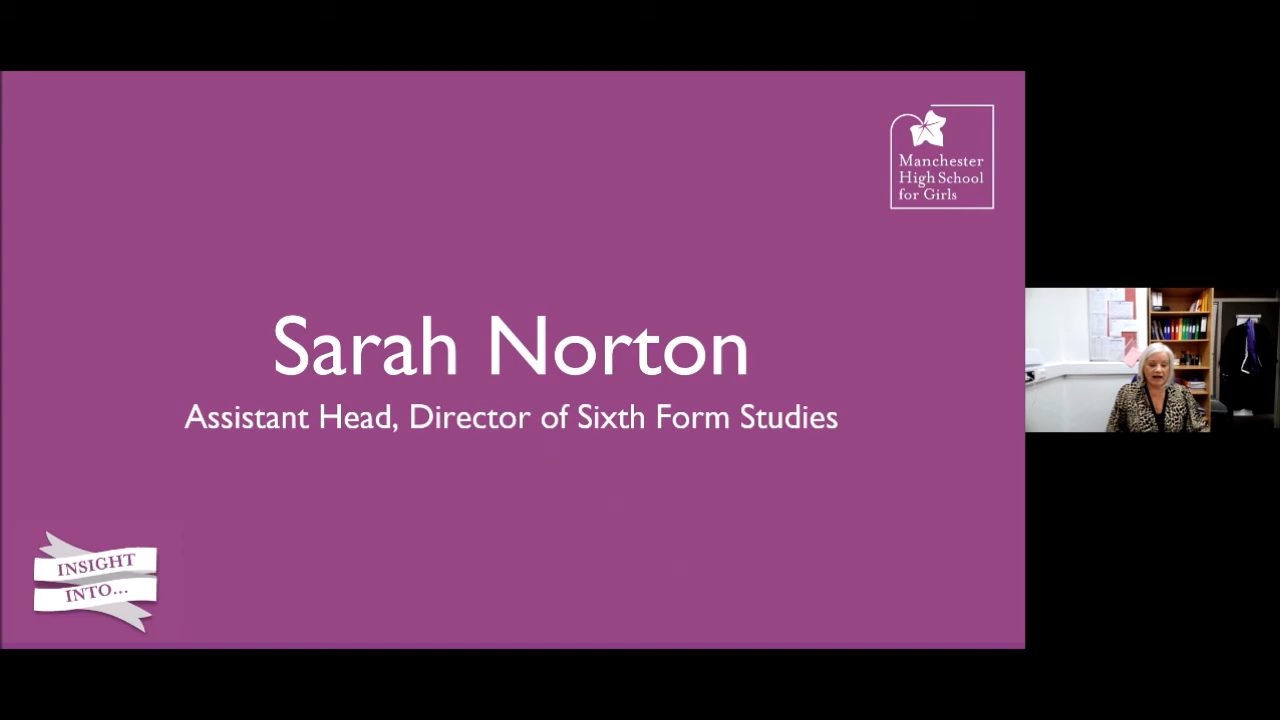 Manchester
High School
for Girls
Sarah Norton
Assistant Head, Director of Sixth Form Studies
INSIGHT
INTO...